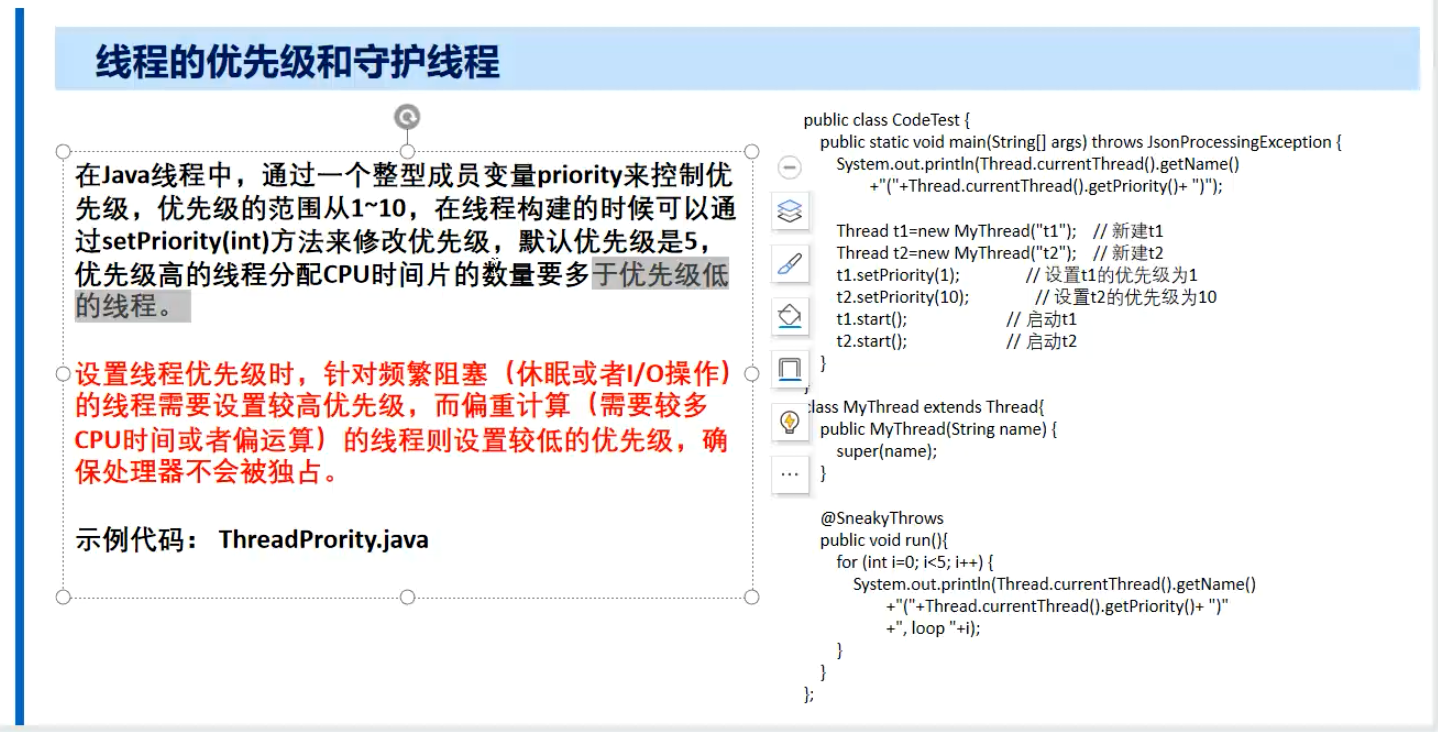 线程的优先级和守护线程
在Java线程中，通过一个整型成员变量priority来控制优
先级，优先级的范围从1~10，在线程构建的时候可以通
过setPriority(int)方法来修改优先级，默认优先级是5，
优先级高的线程分配CPU时间片的数量要多于优先级低
的线程。
设置线程优先级时，针对频繁阻塞（休眠或者I/O操作）
的线程需要设置较高优先级，而偏重计算（需要较多
CPU时间或者偏运算）的线程则设置较低的优先级，确
保处理器不会被独占。
示例代码： ThreadPrority.java
public class CodeTest {
public static void main(String[] args) throws JsonProcessingException {
System.out.println(Thread.currentThread().getName()
+"("+Thread.currentThread().getPriority()+ ")");
Thread t1=new MyThread("t1"); // 新建t1
Thread t2=new MyThread("t2"); // 新建t2
t1.setPriority(1); // 设置t1的优先级为1
t2.setPriority(10); // 设置t2的优先级为10
t1.start(); // 启动t1
t2.start(); // 启动t2
}
}
class MyThread extends Thread{
public MyThread(String name) {
super(name);
}
@SneakyThrows
public void run(){
for (int i=0; i<5; i++) {
System.out.println(Thread.currentThread().getName()
+"("+Thread.currentThread().getPriority()+ ")"
+", loop "+i);
}
}
};